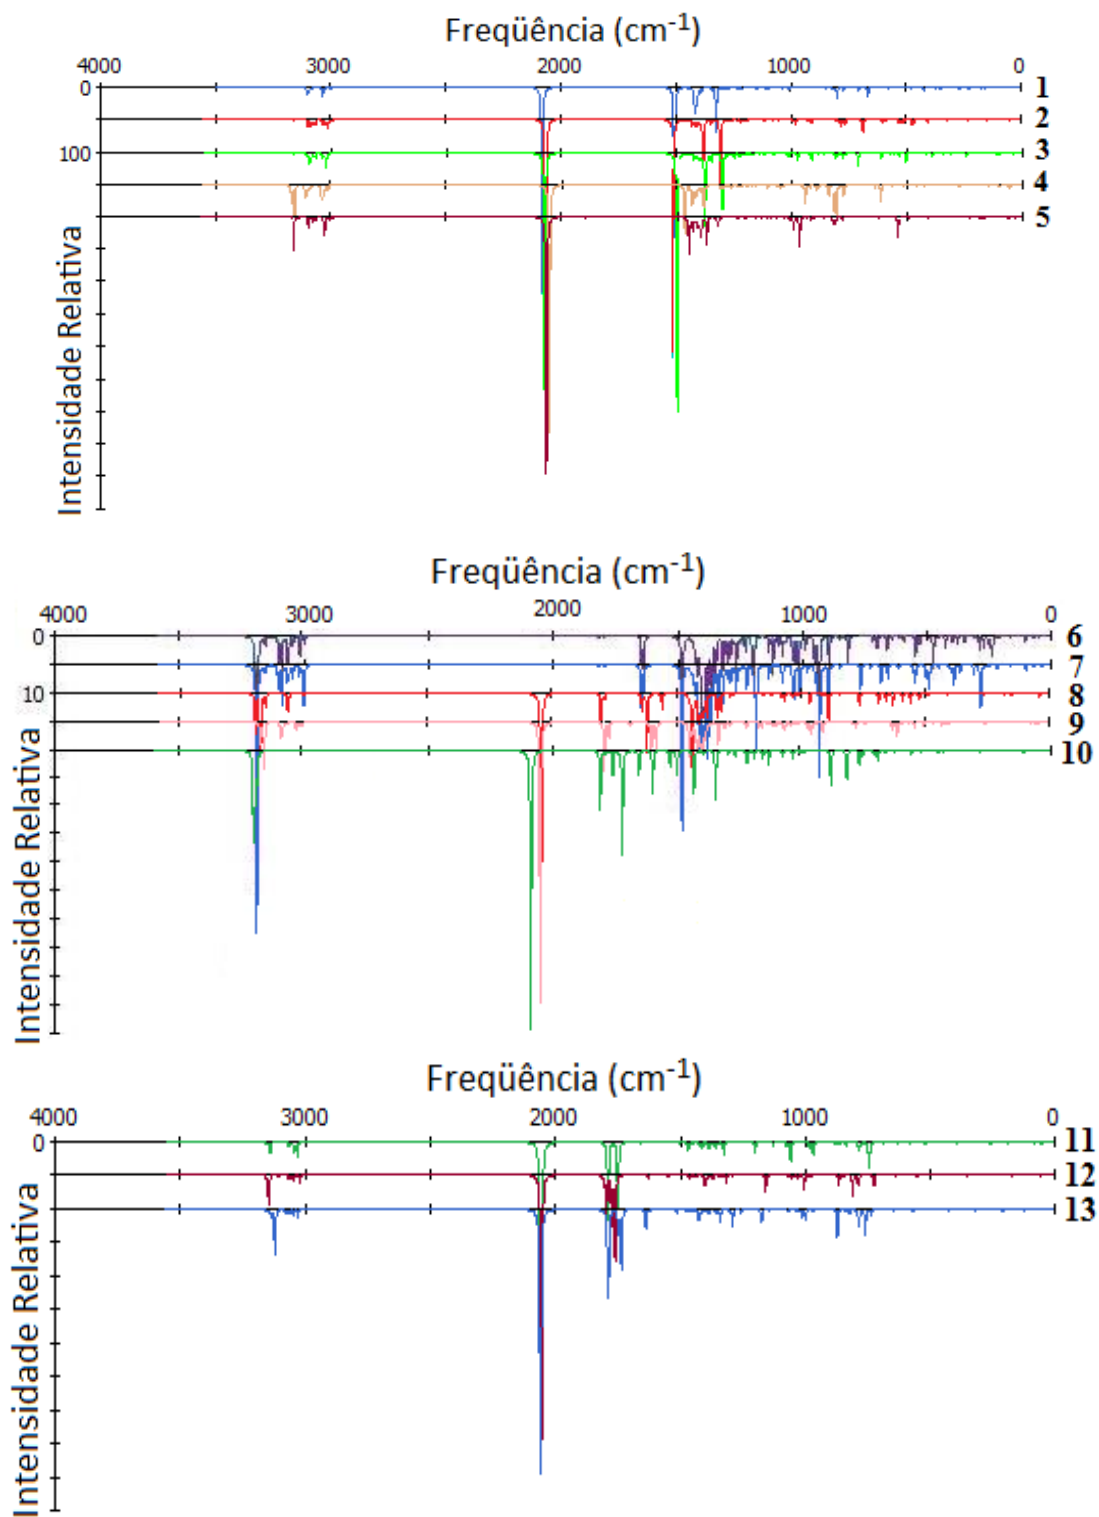 Freqüência (cm-1)
4000 3000 2000 1000 0
0 1
2
100 3
4
5
Intensidade Relativa
Freqüência (cm-1)
4000 3000 2000 1000 0
0 6
7
10 8
9
10
Intensidade Relativa
Freqüência (cm-1)
4000 3000 2000 1000 0
0 11
12
13
Intensidade Relativa